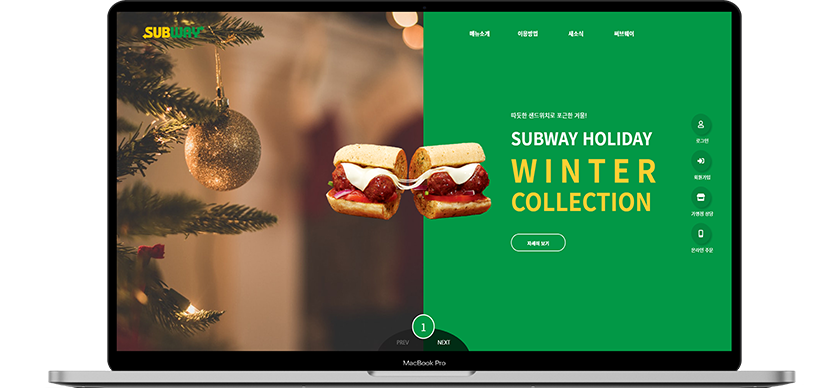 SUBWAY
메뉴소개 이용방법 새소식 써브웨이
따듯한 샌드위치로 포근한 겨울!
SUBWAY HOLIDAY
WINTER
COLLECTION
자세히 보기
로그인
회원가입
가맹점 상담
온라인 주문
1
PREV NEXT
MacBook Pro